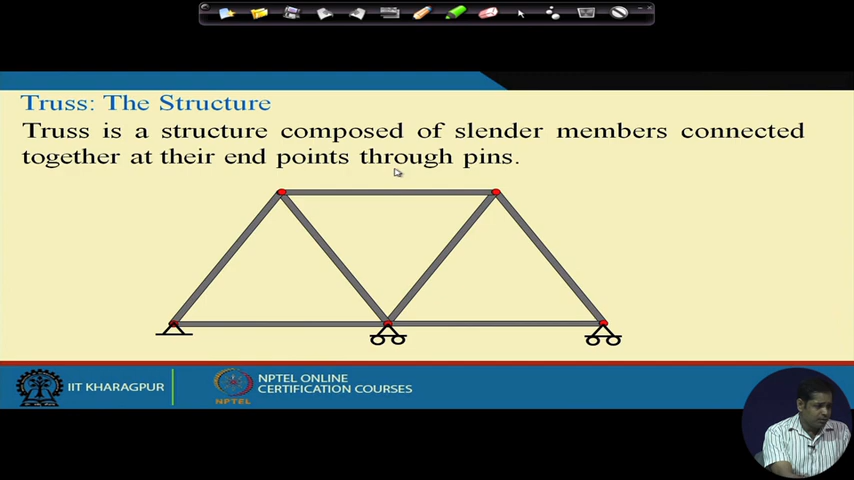 Truss: The Structure
Truss is a structure composed of slender members connected
together at their end points through pins.
IIT KHARAGPUR
NPTEL
NPTEL ONLINE
CERTIFICATION COURSES